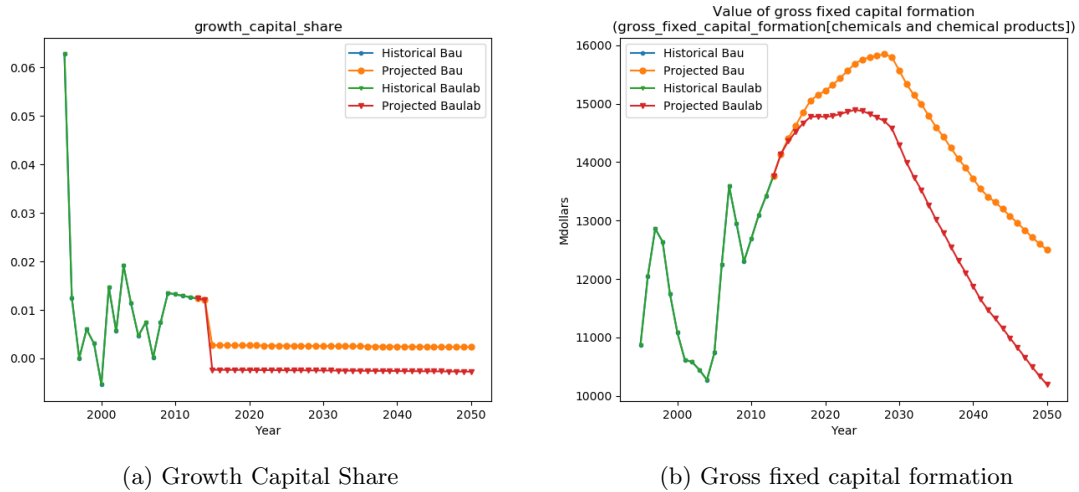 growth_capital_share
Historical Bau
Projected Bau
Historical Baulab
Projected Baulab
0.06
0.05
0.04
0.03
0.02
0.01
0.00
2000 2010 2020 2030 2040 2050
Year
(a) Growth Capital Share
Value of gross fixed capital formation
(gross_fixed_capital_formation[chemicals and chemical products])
Historical Bau
Projected Bau
Historical Baulab
Projected Baulab
16000
15000
14000
13000
12000
11000
10000
Mdollars
2000 2010 2020 2030 2040 2050
Year
(b) Gross fixed capital formation